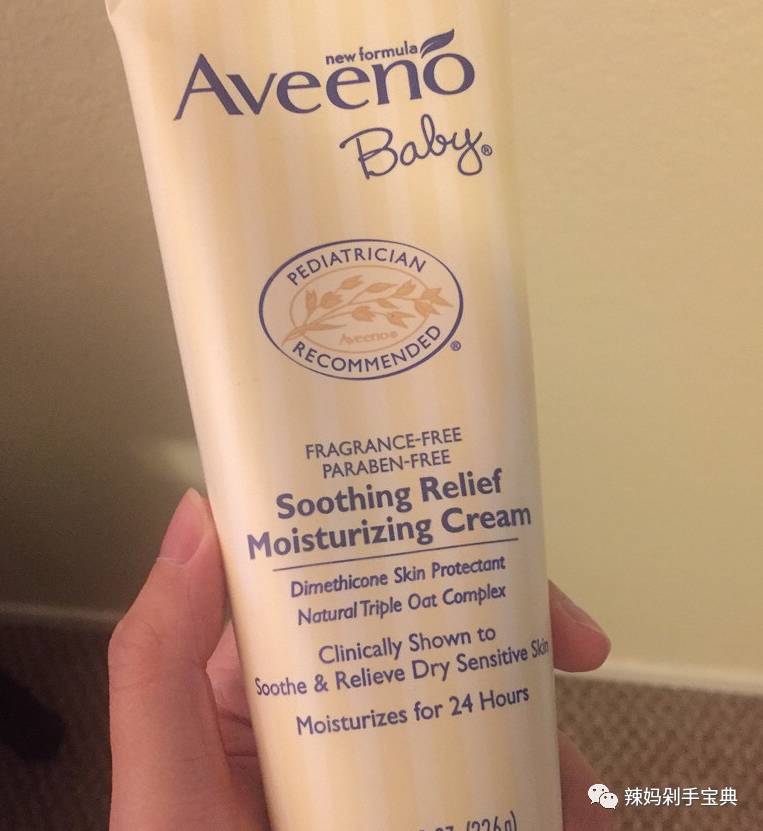 new formula
Aveeno
Baby®
PEDIATRICIAN
Aveeno®
RECOMMENDED®
FRAGRANCE-FREE
PARABEN-FREE
Soothing Relief
Moisturizing Cream
Dimethicone Skin Protectant
Natural Triple Oat Complex
Clinically Shown to
Soothe & Relieve Dry Sensitive Skin
Moisturizes for 24 Hours
(226g)
辣妈剁手宝典